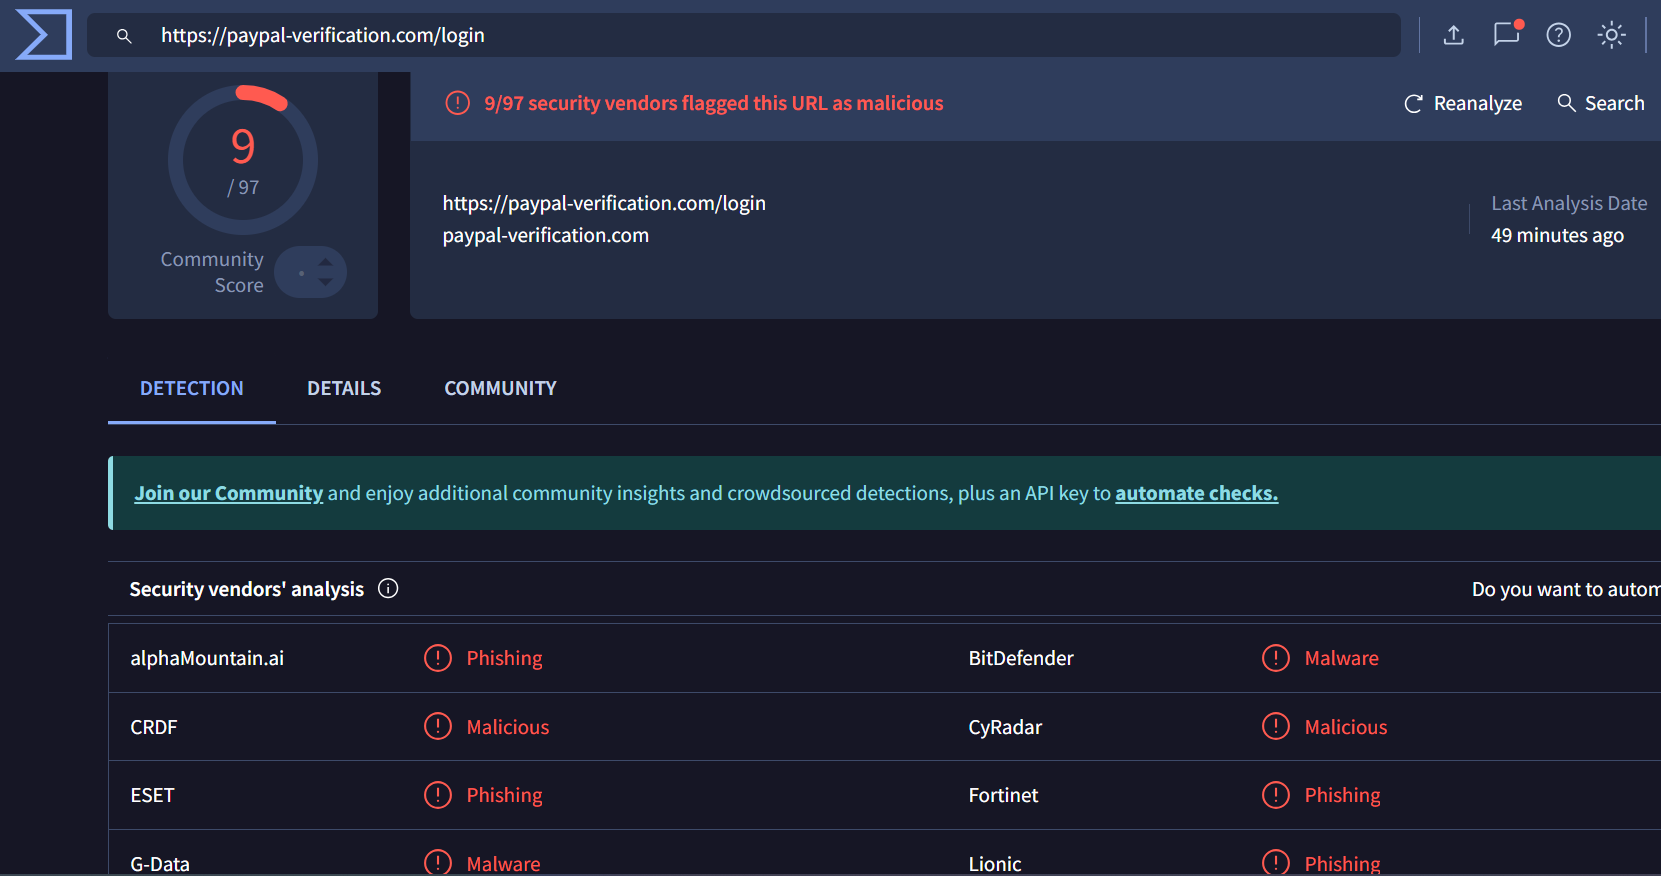 https://paypal-verification.com/login
9
/ 97
Community
Score
9/97 security vendors flagged this URL as malicious
Reanalyze
Search
https://paypal-verification.com/login
paypal-verification.com
Last Analysis Date
49 minutes ago
DETECTION DETAILS COMMUNITY
Join our Community and enjoy additional community insights and crowdsourced detections, plus an API key to automate checks.
Security vendors' analysis
Do you want to autom
alphaMountain.ai Phishing BitDefender Malware
CRDF Malicious CyRadar Malicious
ESET Phishing Fortinet Phishing
G-Data Malware Lionic Phishing